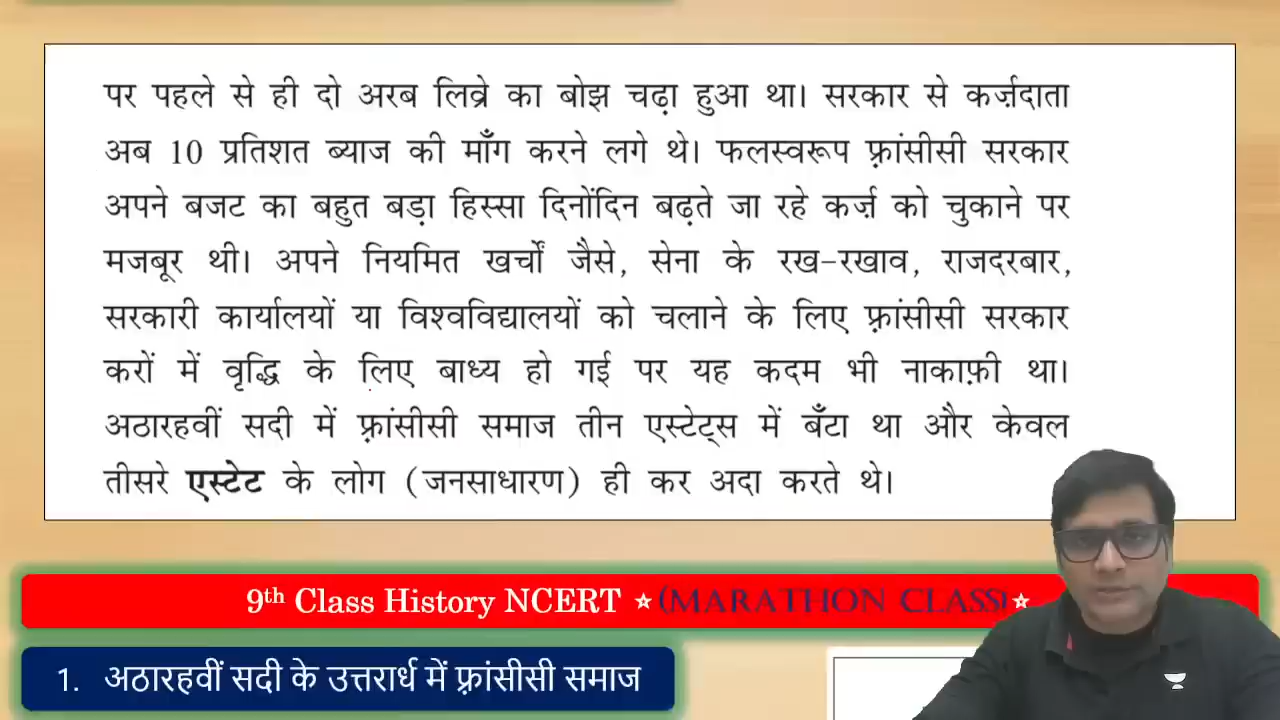 पर पहले से ही दो अरब लिव्रे का बोझ चढ़ा हुआ था। सरकार से कर्ज़दाता
अब 10 प्रतिशत ब्याज की माँग करने लगे थे। फलस्वरूप फ़्रांसीसी सरकार
अपने बजट का बहुत बड़ा हिस्सा दिनोंदिन बढ़ते जा रहे कर्ज़ को चुकाने पर
मजबूर थी। अपने नियमित खर्चों जैसे, सेना के रख-रखाव, राजदरबार,
सरकारी कार्यालयों या विश्वविद्यालयों को चलाने के लिए फ़्रांसीसी सरकार
करों में वृद्धि के लिए बाध्य हो गई पर यह कदम भी नाकाफ़ी था।
अठारहवीं सदी में फ़्रांसीसी समाज तीन एस्टेट्स में बँटा था और केवल
तीसरे एस्टेट के लोग (जनसाधारण) ही कर अदा करते थे।
9th Class History NCERT ☆(MARATHON CLASS)☆
1. अठारहवीं सदी के उत्तरार्ध में फ़्रांसीसी समाज